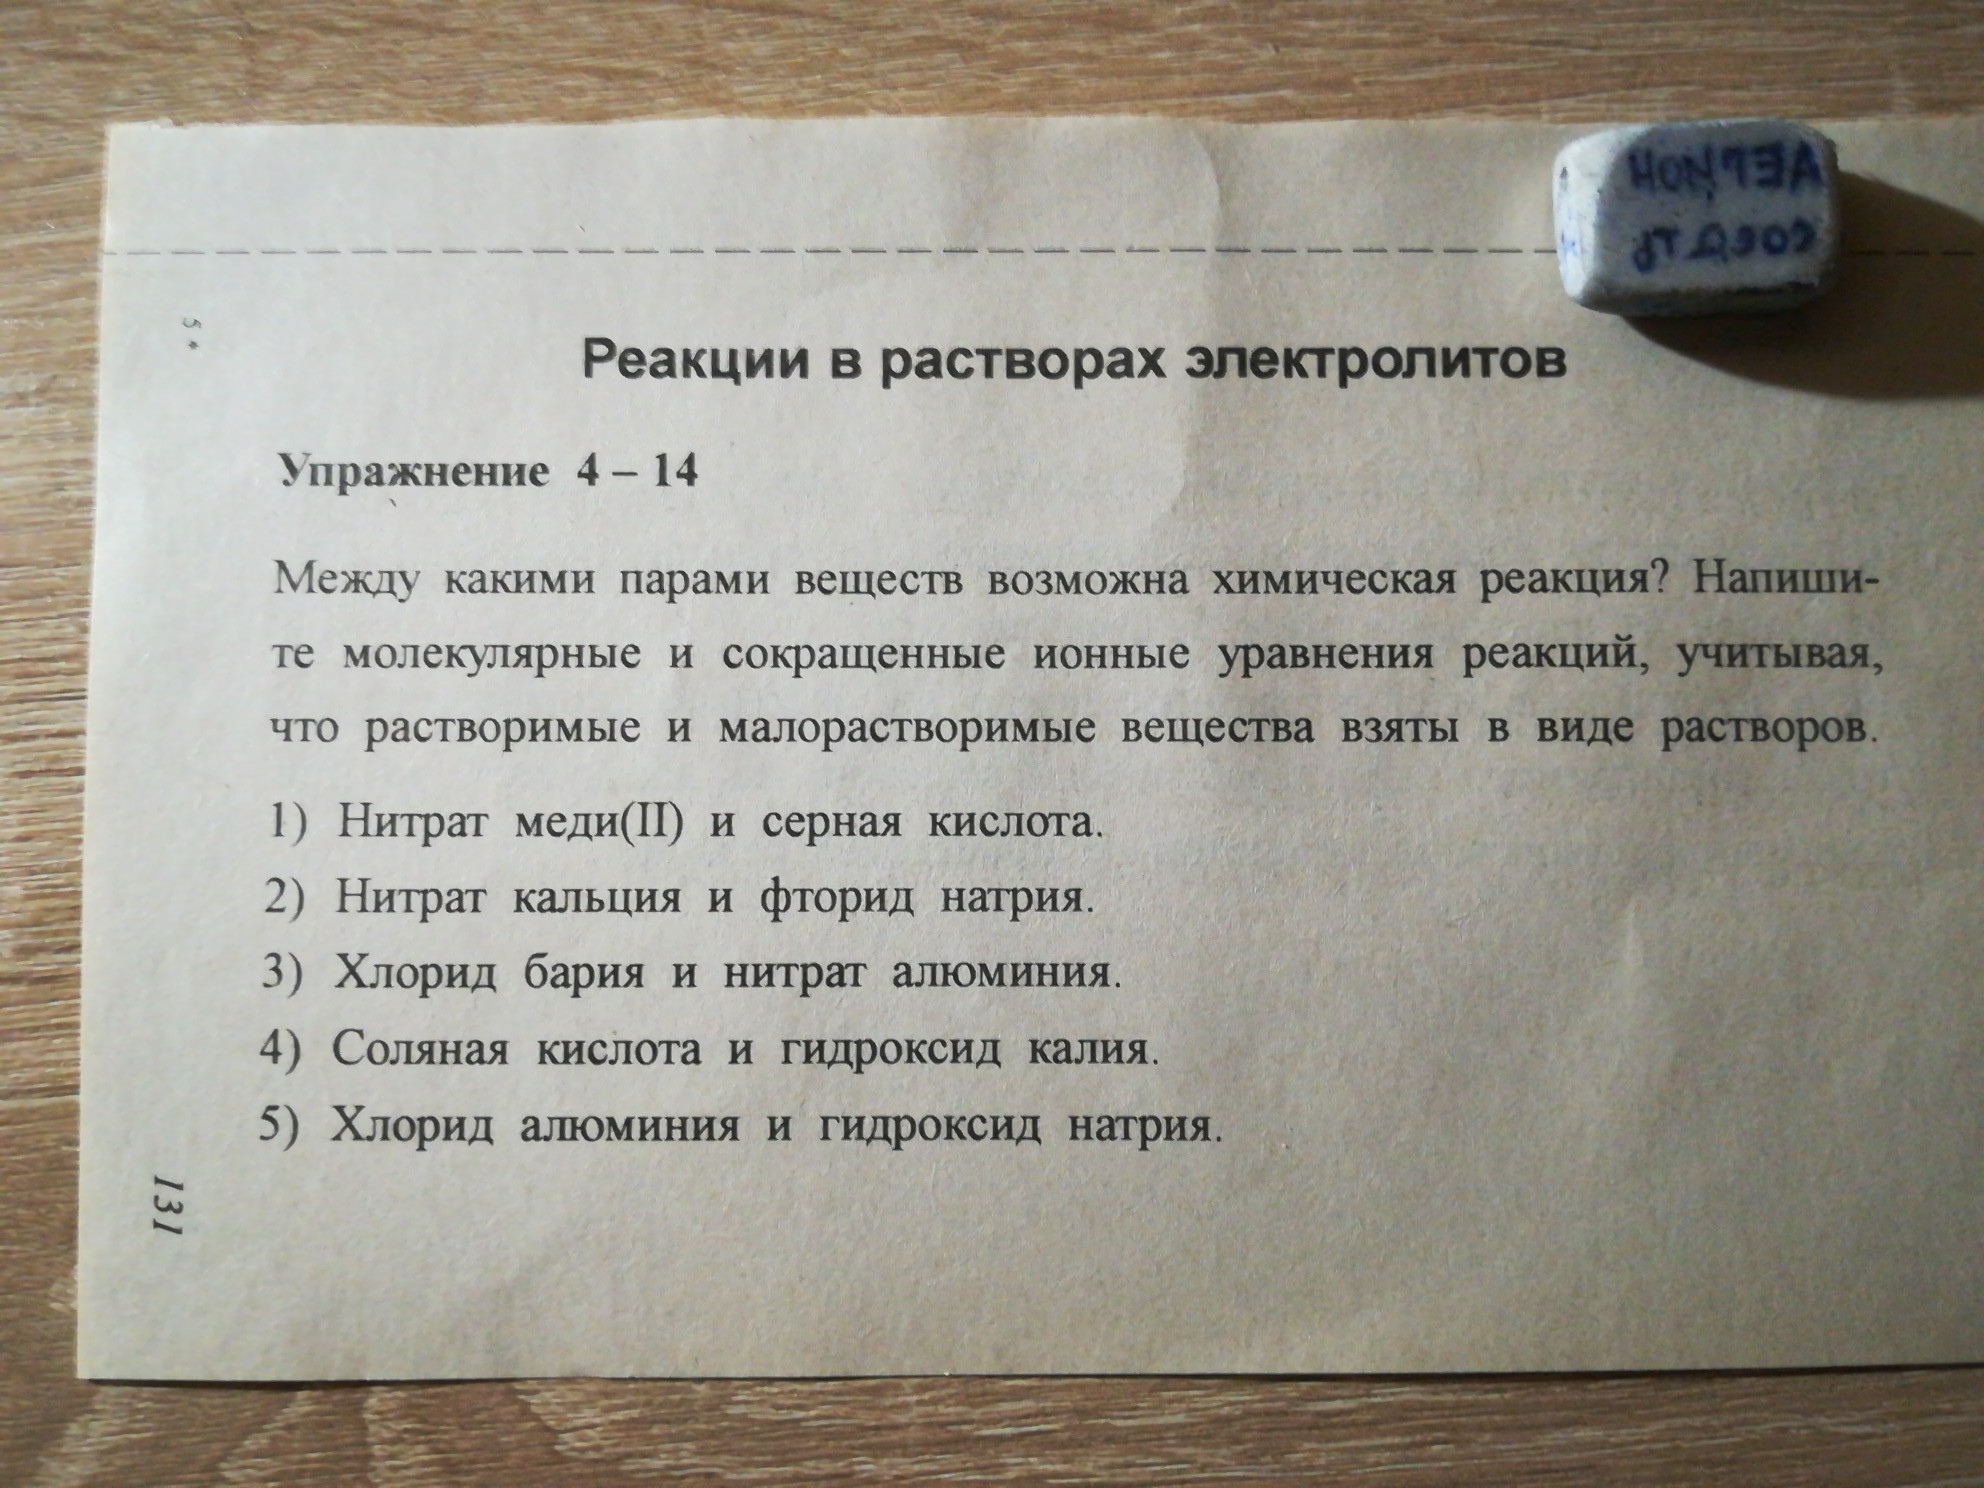 5*
Реакции в растворах электролитов
Упражнение 4 – 14
Между какими парами веществ возможна химическая реакция? Напиши-
те молекулярные и сокращенные ионные уравнения реакций, учитывая,
что растворимые и малорастворимые вещества взяты в виде растворов.
1) Нитрат меди(II) и серная кислота.
2) Нитрат кальция и фторид натрия.
3) Хлорид бария и нитрат алюминия.
4) Соляная кислота и гидроксид калия.
5) Хлорид алюминия и гидроксид натрия.
131